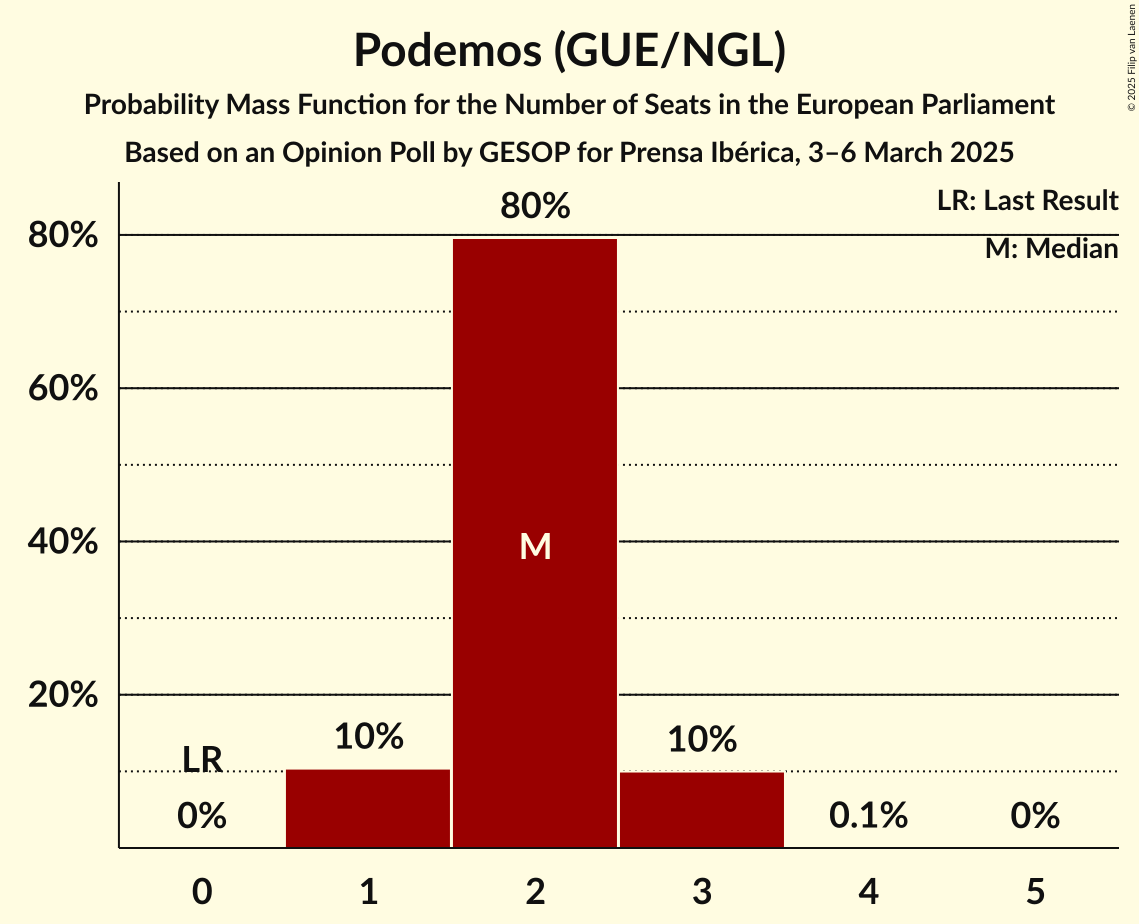 Podemos (GUE/NGL)
Probability Mass Function for the Number of Seats in the European Parliament
Based on an Opinion Poll by GESOP for Prensa Ibérica, 3–6 March 2025
© 2025 Filip van Laenen
LR: Last Result
M: Median
80%
60%
40%
20%
LR
0%
10%
80%
M
10%
0.1%
0%
0
1
2
3
4
5